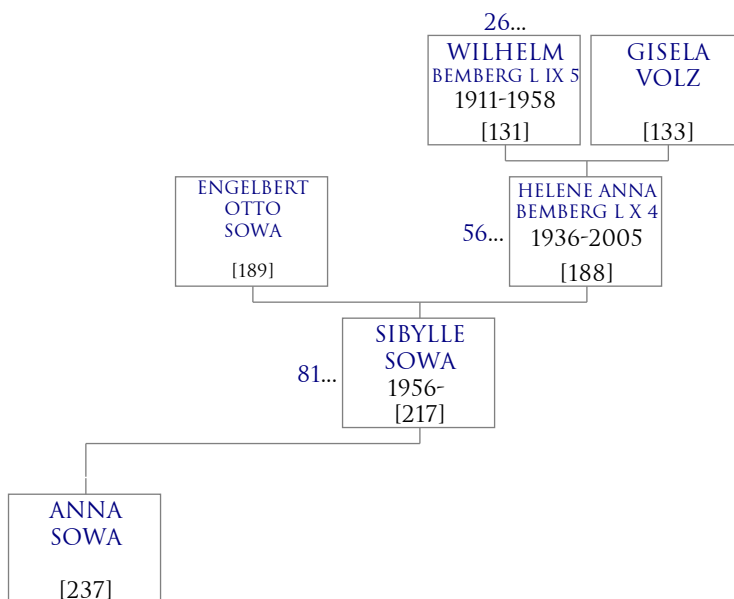 26...
WILHELM
BEMBERG L IX 5
1911-1958
[131]
GISELA
VOLZ
[133]
ENGELBERT
OTTO
SOWA
[189]
56...
HELENE ANNA
BEMBERG L X 4
1936-2005
[188]
81...
SIBYLLE
SOWA
1956-
[217]
ANNA
SOWA
[237]